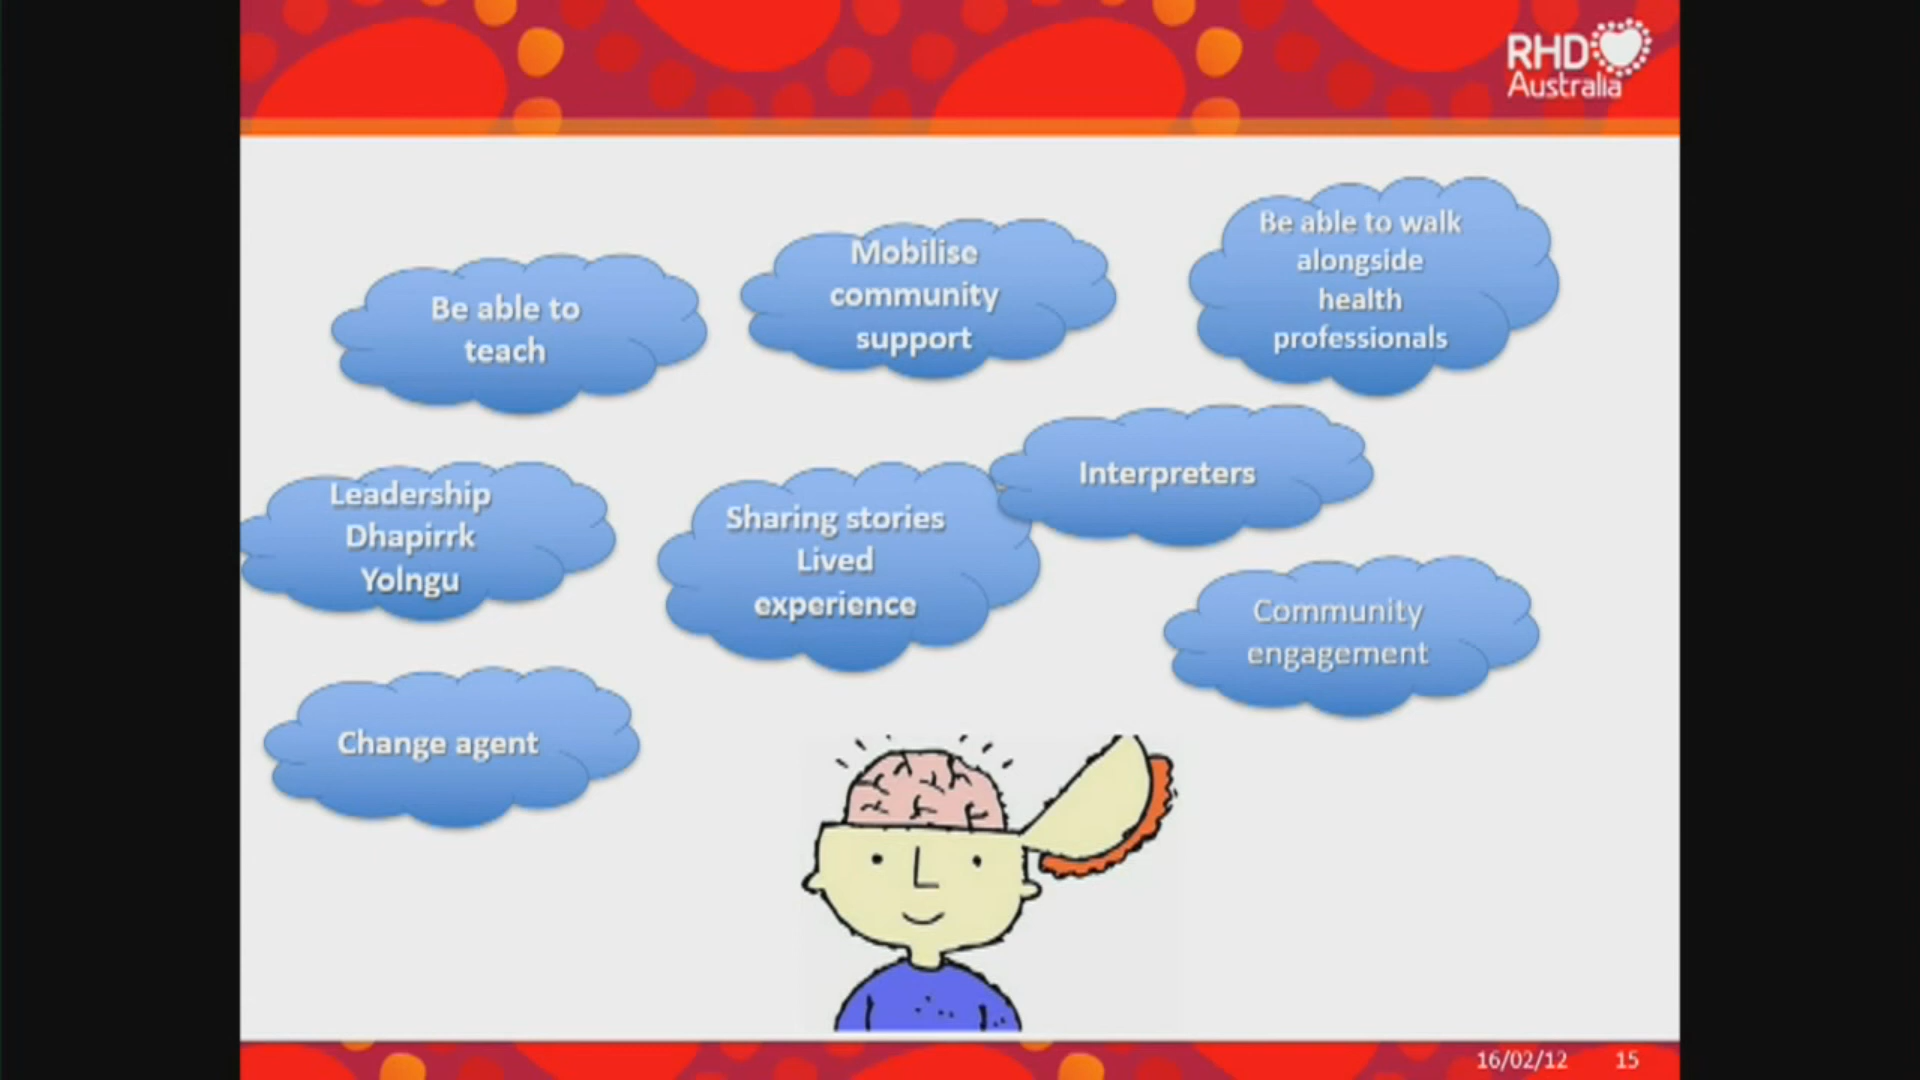 RHD
Australia
Be able to
teach
Mobilise
community
support
Be able to walk
alongside
health
professionals
Leadership
Dhapirrk
Yolngu
Sharing stories
Lived
experience
Interpreters
Community
engagement
Change agent
16/02/12
15